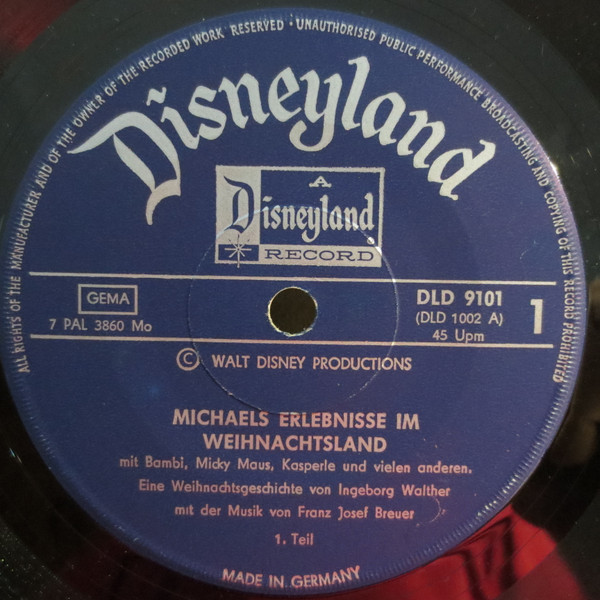 ALL RIGHTS OF THE MANUFACTURER AND OF THE OWNER OF THE RECORDED WORK RESERVED · UNAUTHORISED PUBLIC PERFORMANCE BROADCASTING AND COPYING OF THIS RECORD PROHIBITED
Disneyland
A
Disneyland
RECORD
GEMA
7 PAL 3860 Mo
DLD 9101
(DLD 1002 A)
45 Upm
1
© WALT DISNEY PRODUCTIONS
MICHAELS ERLEBNISSE IM
WEIHNACHTSLAND
mit Bambi, Micky Maus, Kasperle und vielen anderen.
Eine Weihnachtsgeschichte von Ingeborg Walther
mit der Musik von Franz Josef Breuer
1. Teil
MADE IN GERMANY